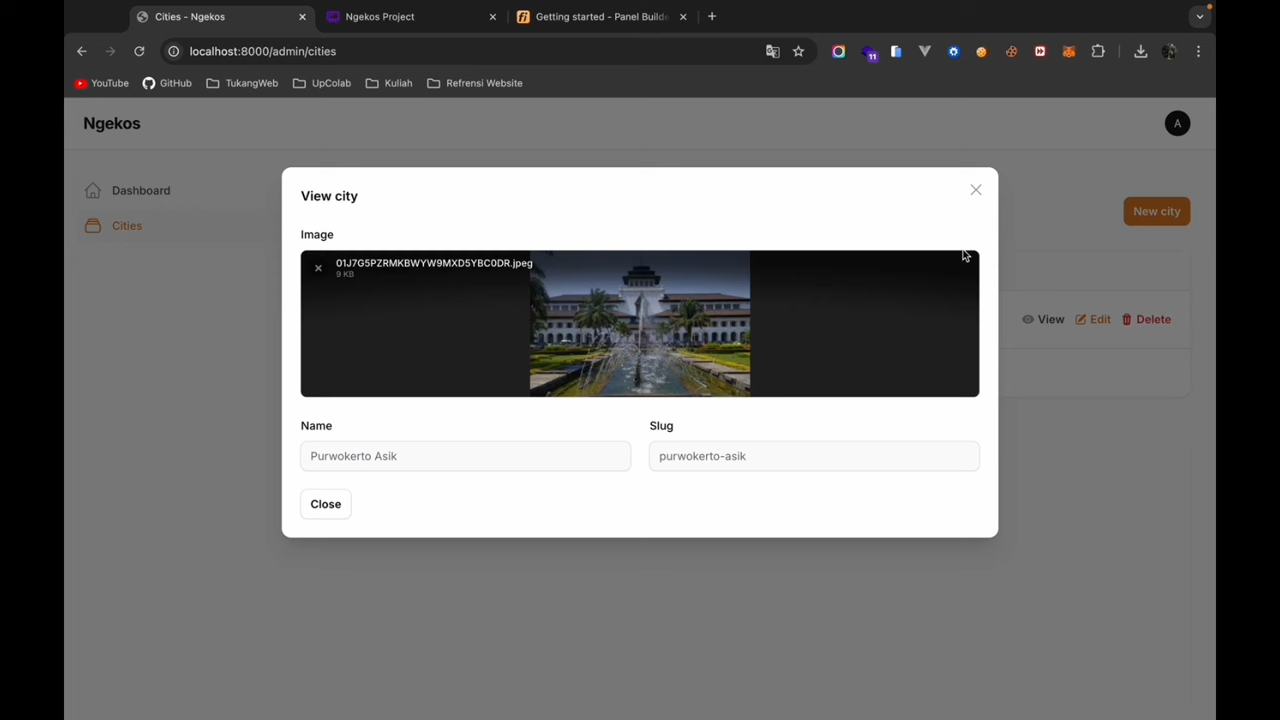 Cities - Ngekos
Ngekos Project
Getting started - Panel Builde
localhost:8000/admin/cities
11
YouTube
GitHub
TukangWeb
UpColab
Kuliah
Refrensi Website
Ngekos
A
Dashboard
Cities
New city
View city
Image
01J7G5PZRMKBWYW9MXD5YBC0DR.jpeg
9 KB
View
Edit
Delete
Name
Slug
Purwokerto Asik
purwokerto-asik
Close